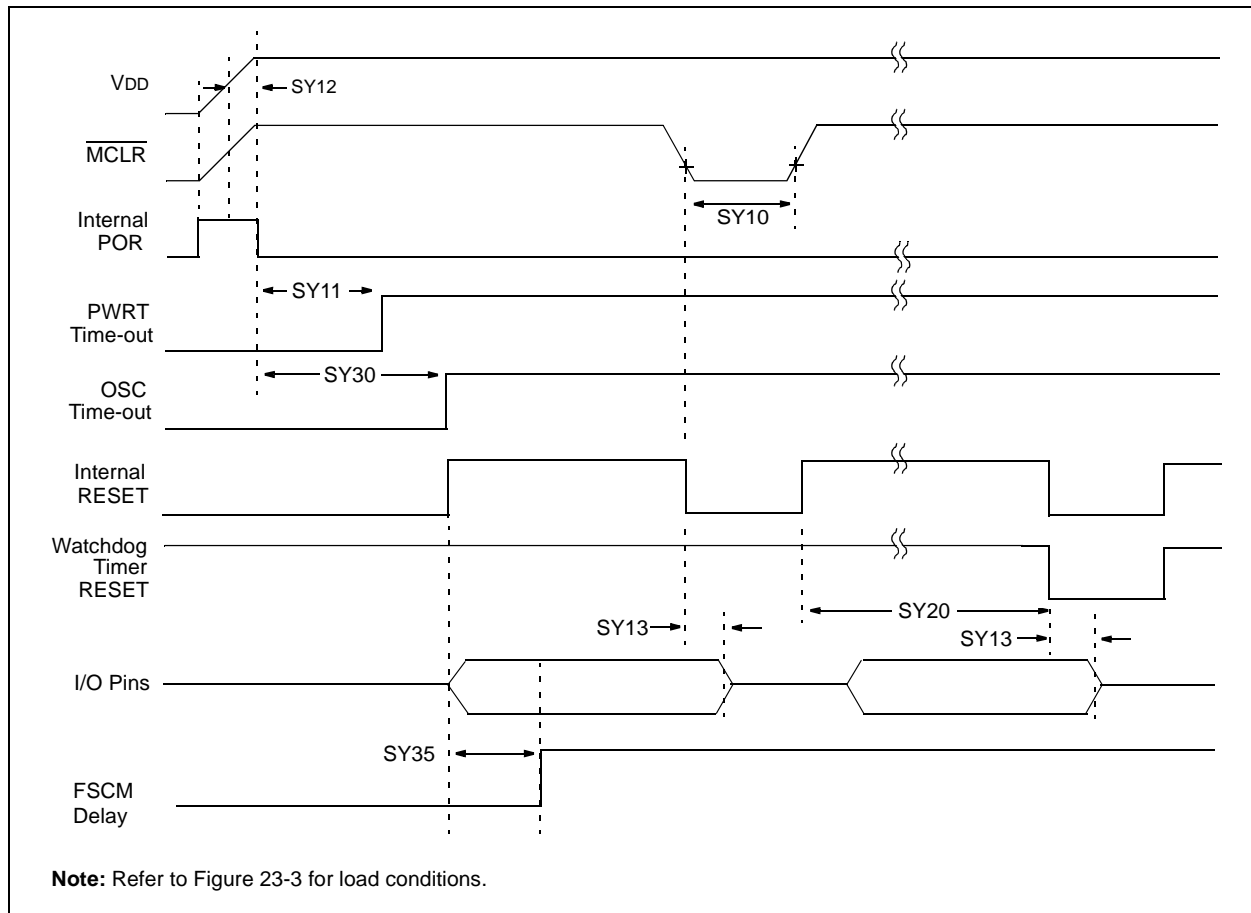 VDD
SY12
MCLR
SY10
Internal
POR
SY11
PWRT
Time-out
SY30
OSC
Time-out
Internal
RESET
Watchdog
Timer
RESET
SY20
SY13
SY13
I/O Pins
SY35
FSCM
Delay
Note: Refer to Figure 23-3 for load conditions.